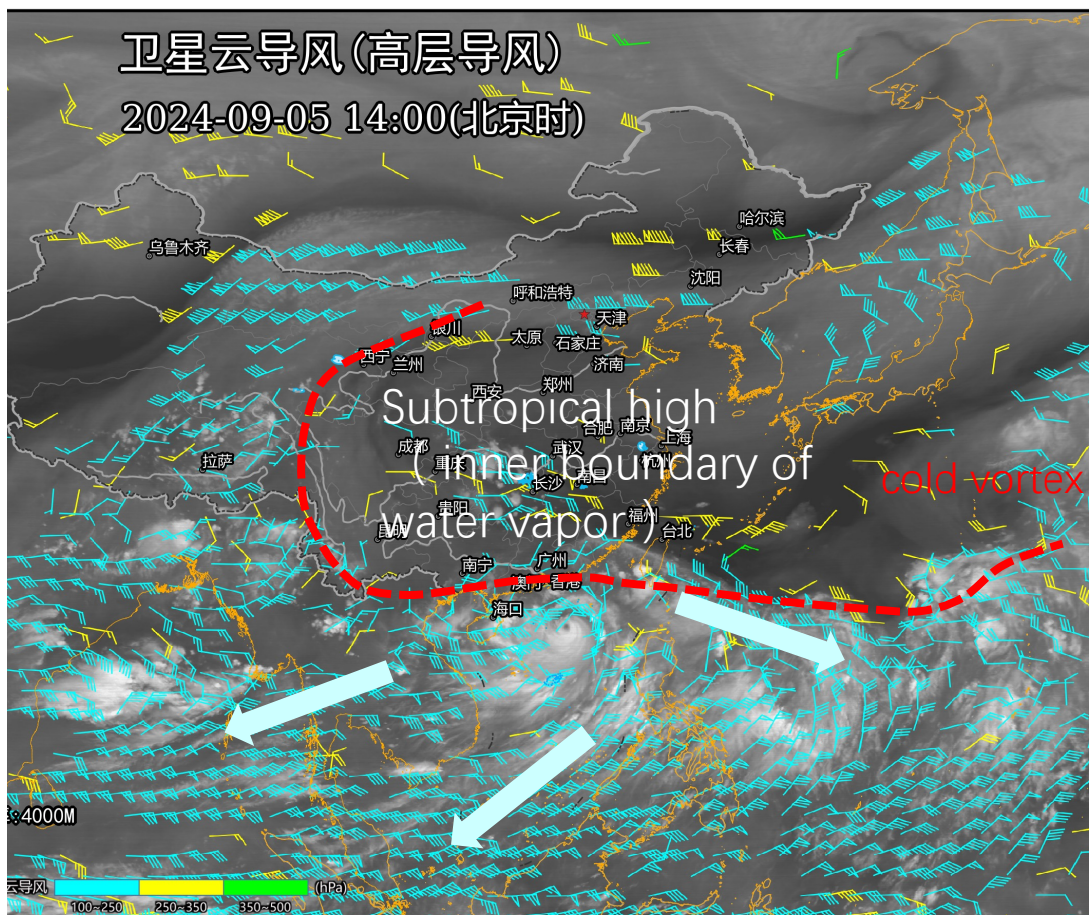 卫星云导风(高层导风)
2024-09-05 14:00(北京时)
哈尔滨
乌鲁木齐
长春
沈阳
呼和浩特
天津
银川
太原
石家庄
西宁
兰州
济南
西安
郑州
Subtropical high
合肥
南京
上海
成都
武汉
拉萨
重庆
( inner boundary of
杭州
cold vortex
长沙
南昌
贵阳
water vapor )
福州
昆明
台北
南宁
广州
澳门
香港
海口
:4000M
云导风
(hPa)
100~250
250~350
350~500